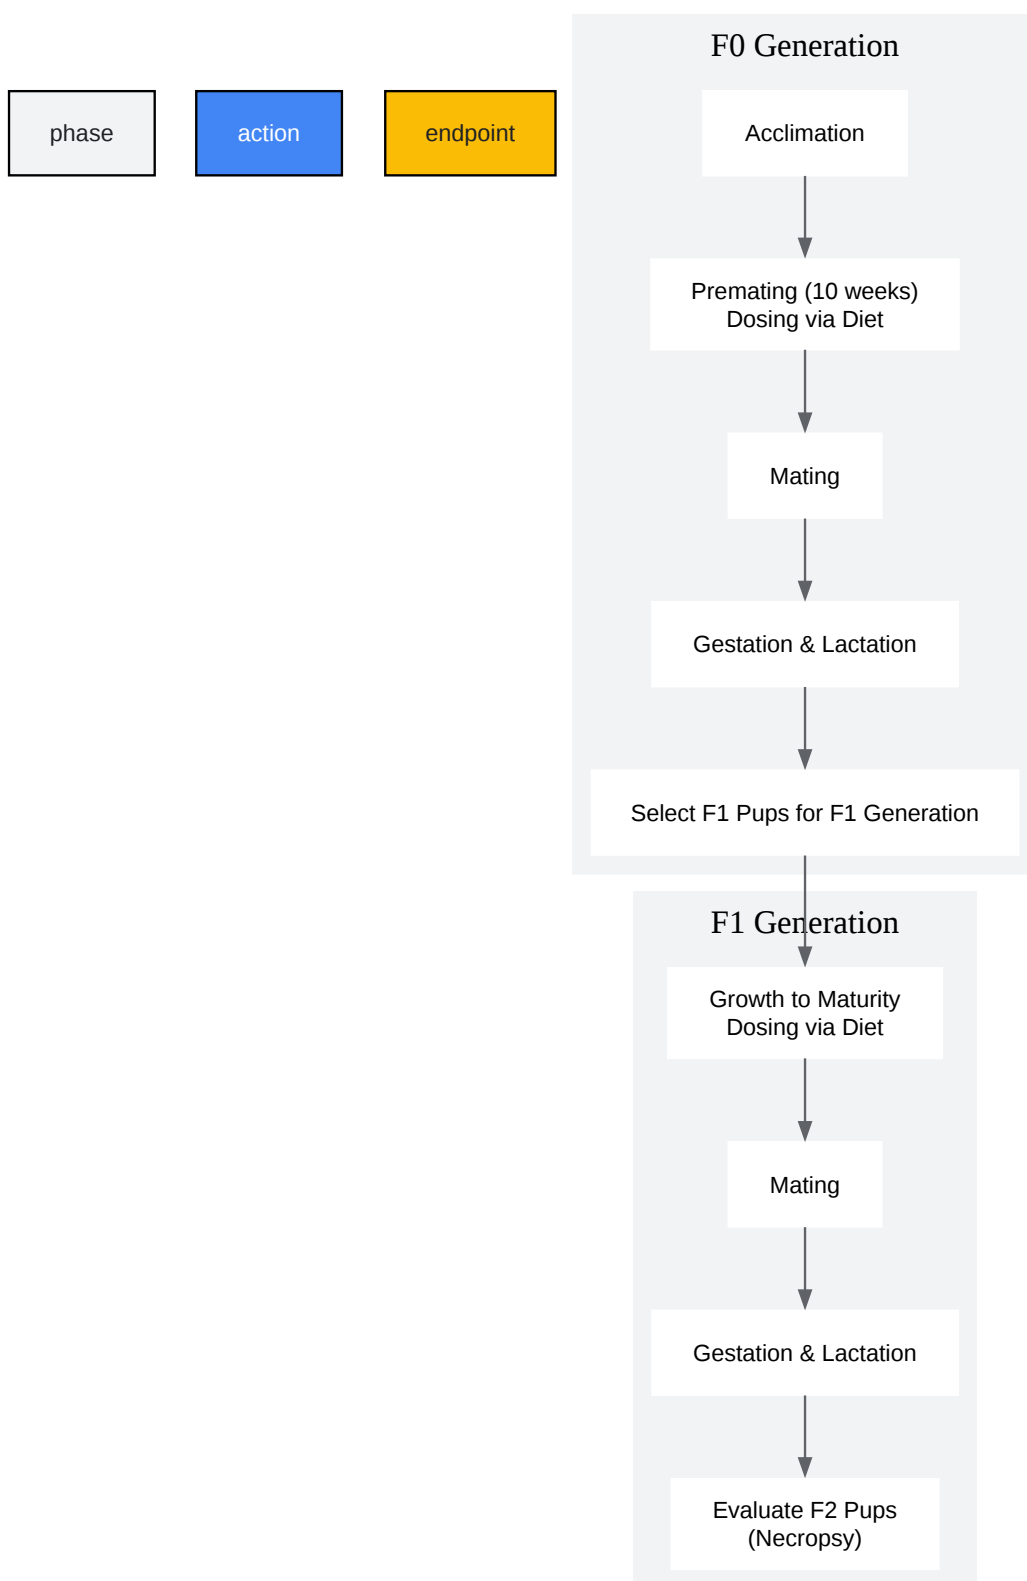 F0 Generation
phase
action
endpoint
Acclimation
Premating (10 weeks)
Dosing via Diet
Mating
Gestation & Lactation
Select F1 Pups for F1 Generation
F1 Generation
Growth to Maturity
Dosing via Diet
Mating
Gestation & Lactation
Evaluate F2 Pups
(Necropsy)